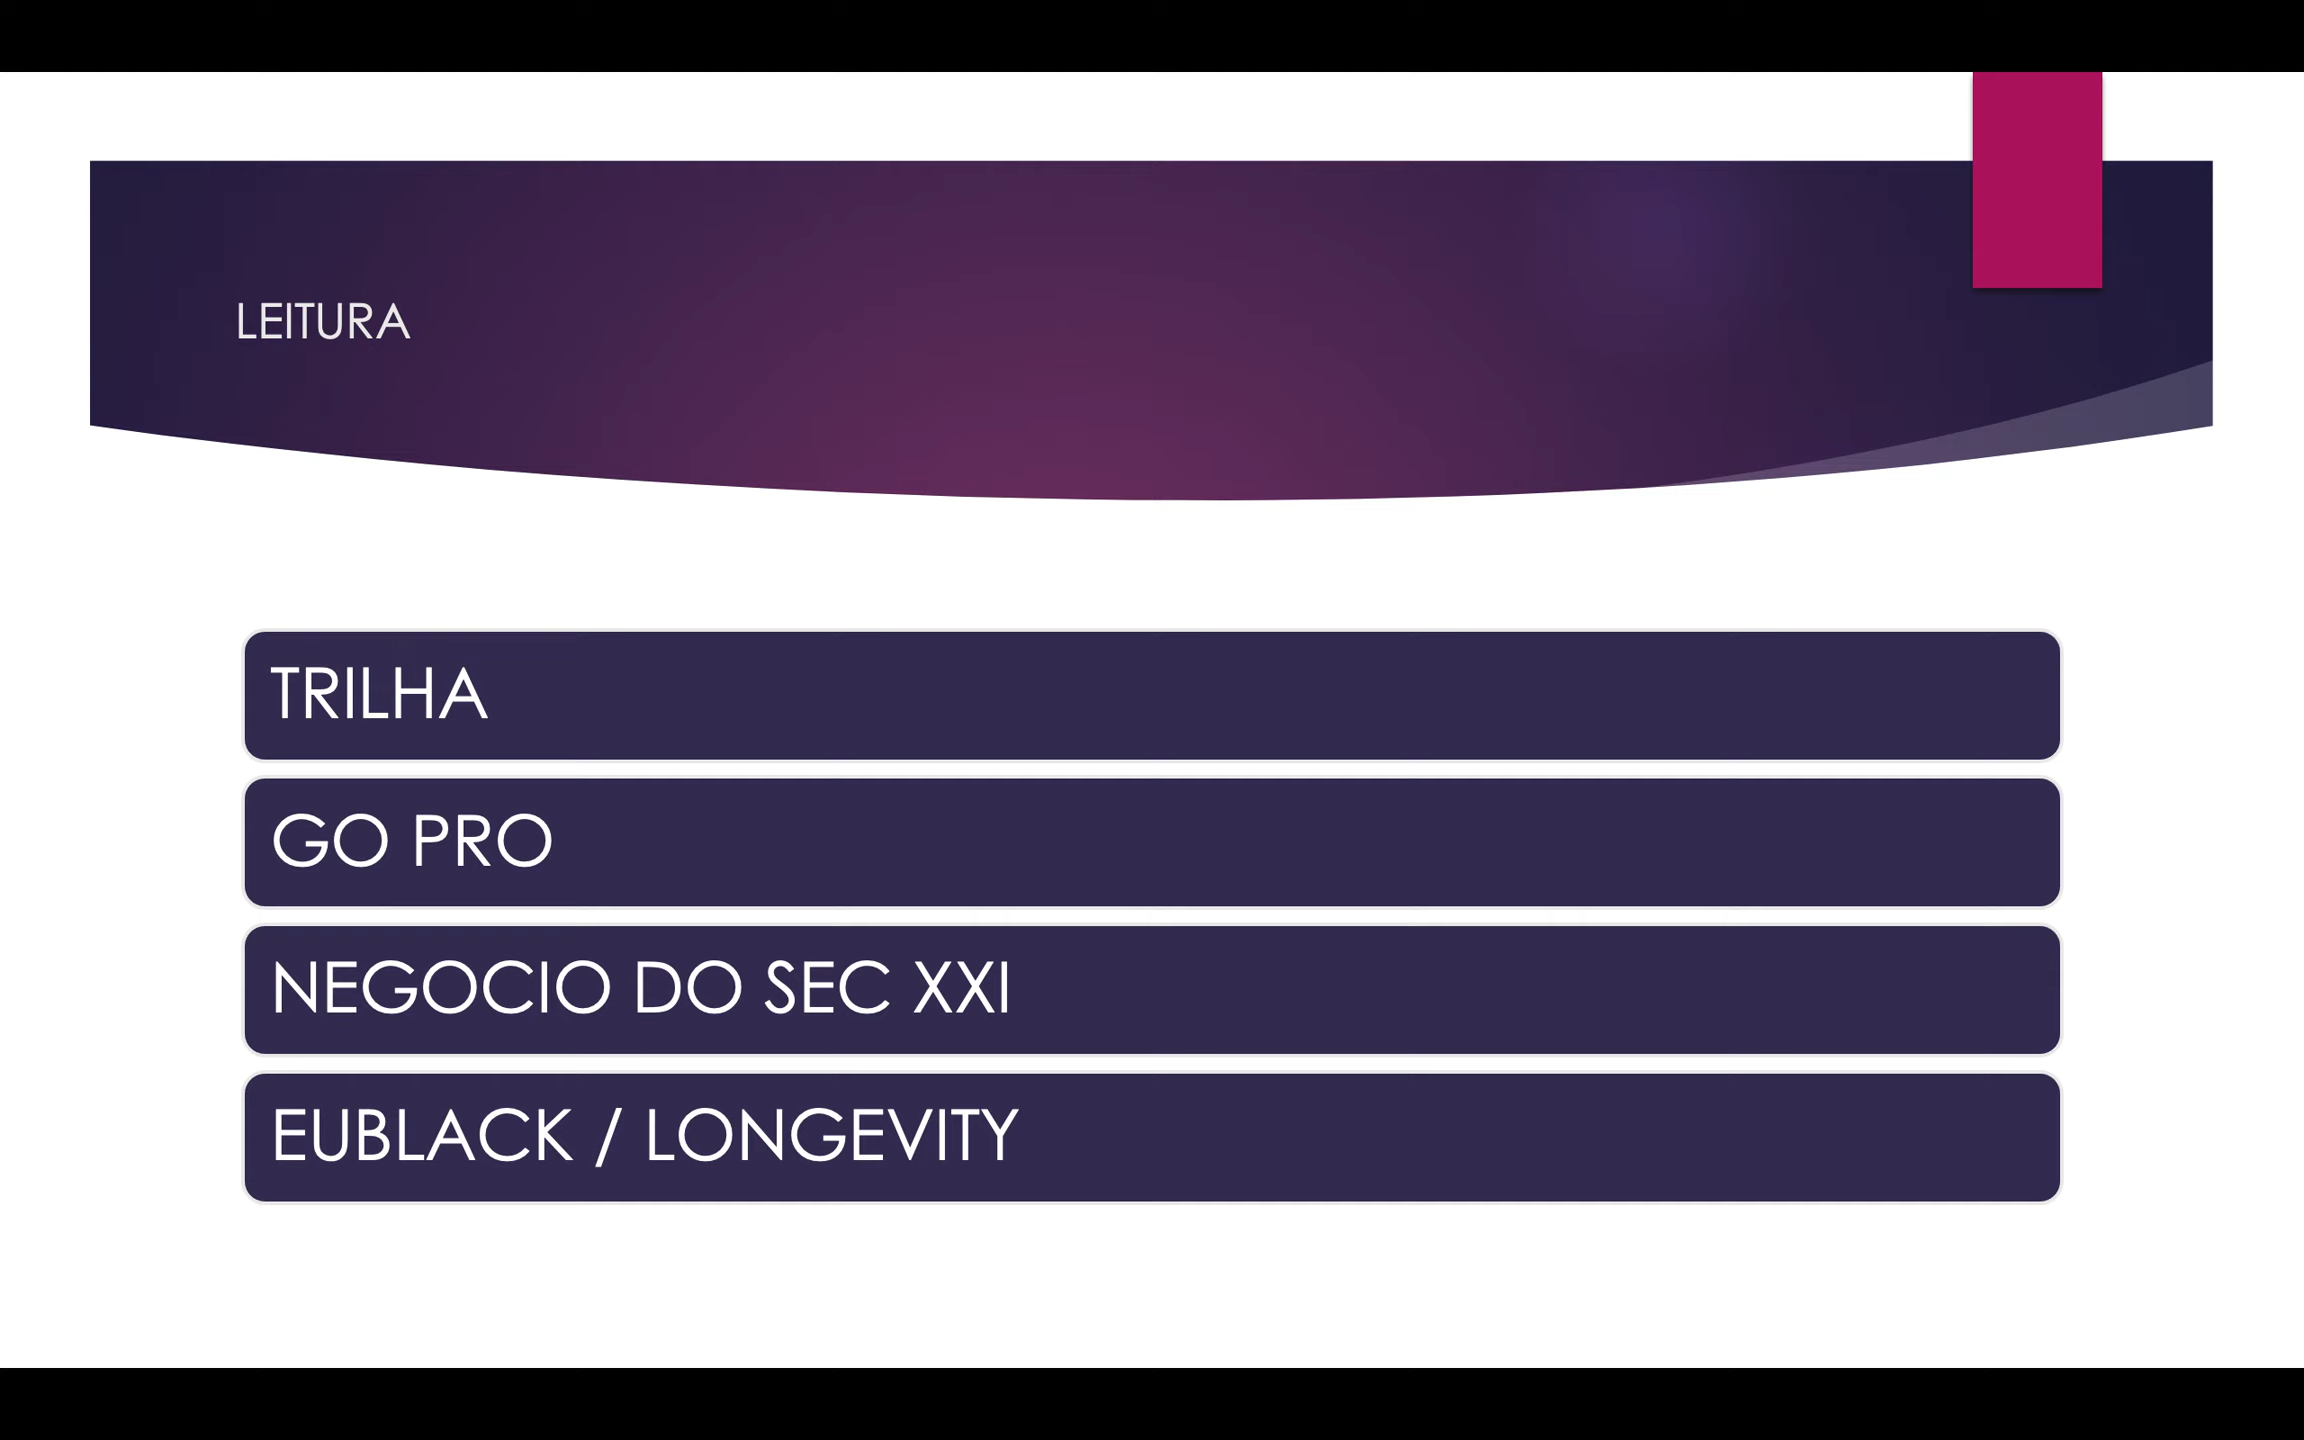 LEITURA
TRILHA
GO PRO
NEGOCIO DO SEC XXI
EUBLACK / LONGEVITY